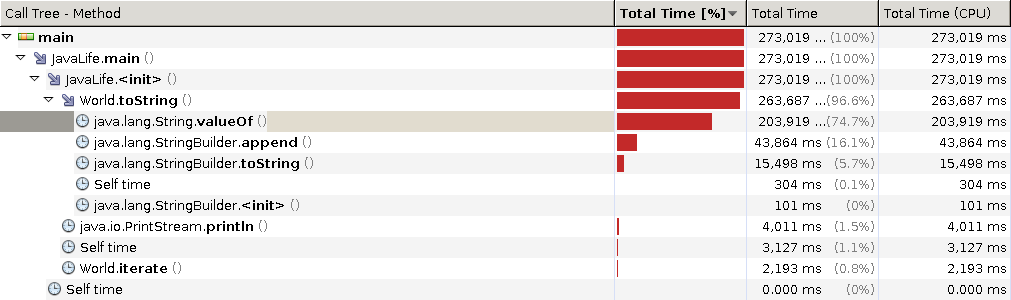 Call Tree - Method Total Time [%] Total Time Total Time (CPU)
main 273,019 ... (100%) 273,019 ms
JavaLife.main () 273,019 ... (100%) 273,019 ms
JavaLife.<init> () 273,019 ... (100%) 273,019 ms
World.toString () 263,687 ... (96.6%) 263,687 ms
java.lang.String.valueOf () 203,919 ...(74.7%) 203,919 ms
java.lang.StringBuilder.append () 43,864 ms (16.1%) 43,864 ms
java.lang.StringBuilder.toString () 15,498 ms (5.7%) 15,498 ms
Self time 304 ms (0.1%) 304 ms
java.lang.StringBuilder.<init> () 101 ms (0%) 101 ms
java.io.PrintStream.println () 4,011 ms (1.5%) 4,011 ms
Self time 3,127 ms (1.1%) 3,127 ms
World.iterate () 2,193 ms (0.8%) 2,193 ms
Self time 0.000 ms (0%) 0.000 ms